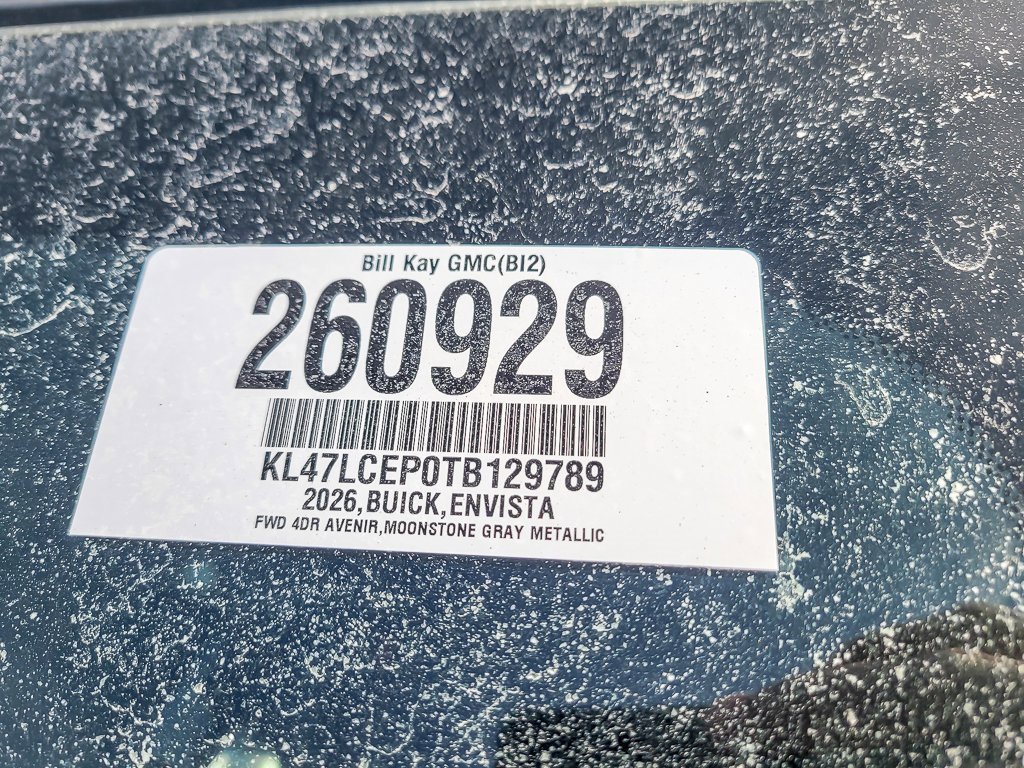 Bill Kay GMC(BI2)
260929
KL47LCEP0TB129789
2026,BUICK,ENVISTA
FWD 4DR AVENIR,MOONSTONE GRAY METALLIC